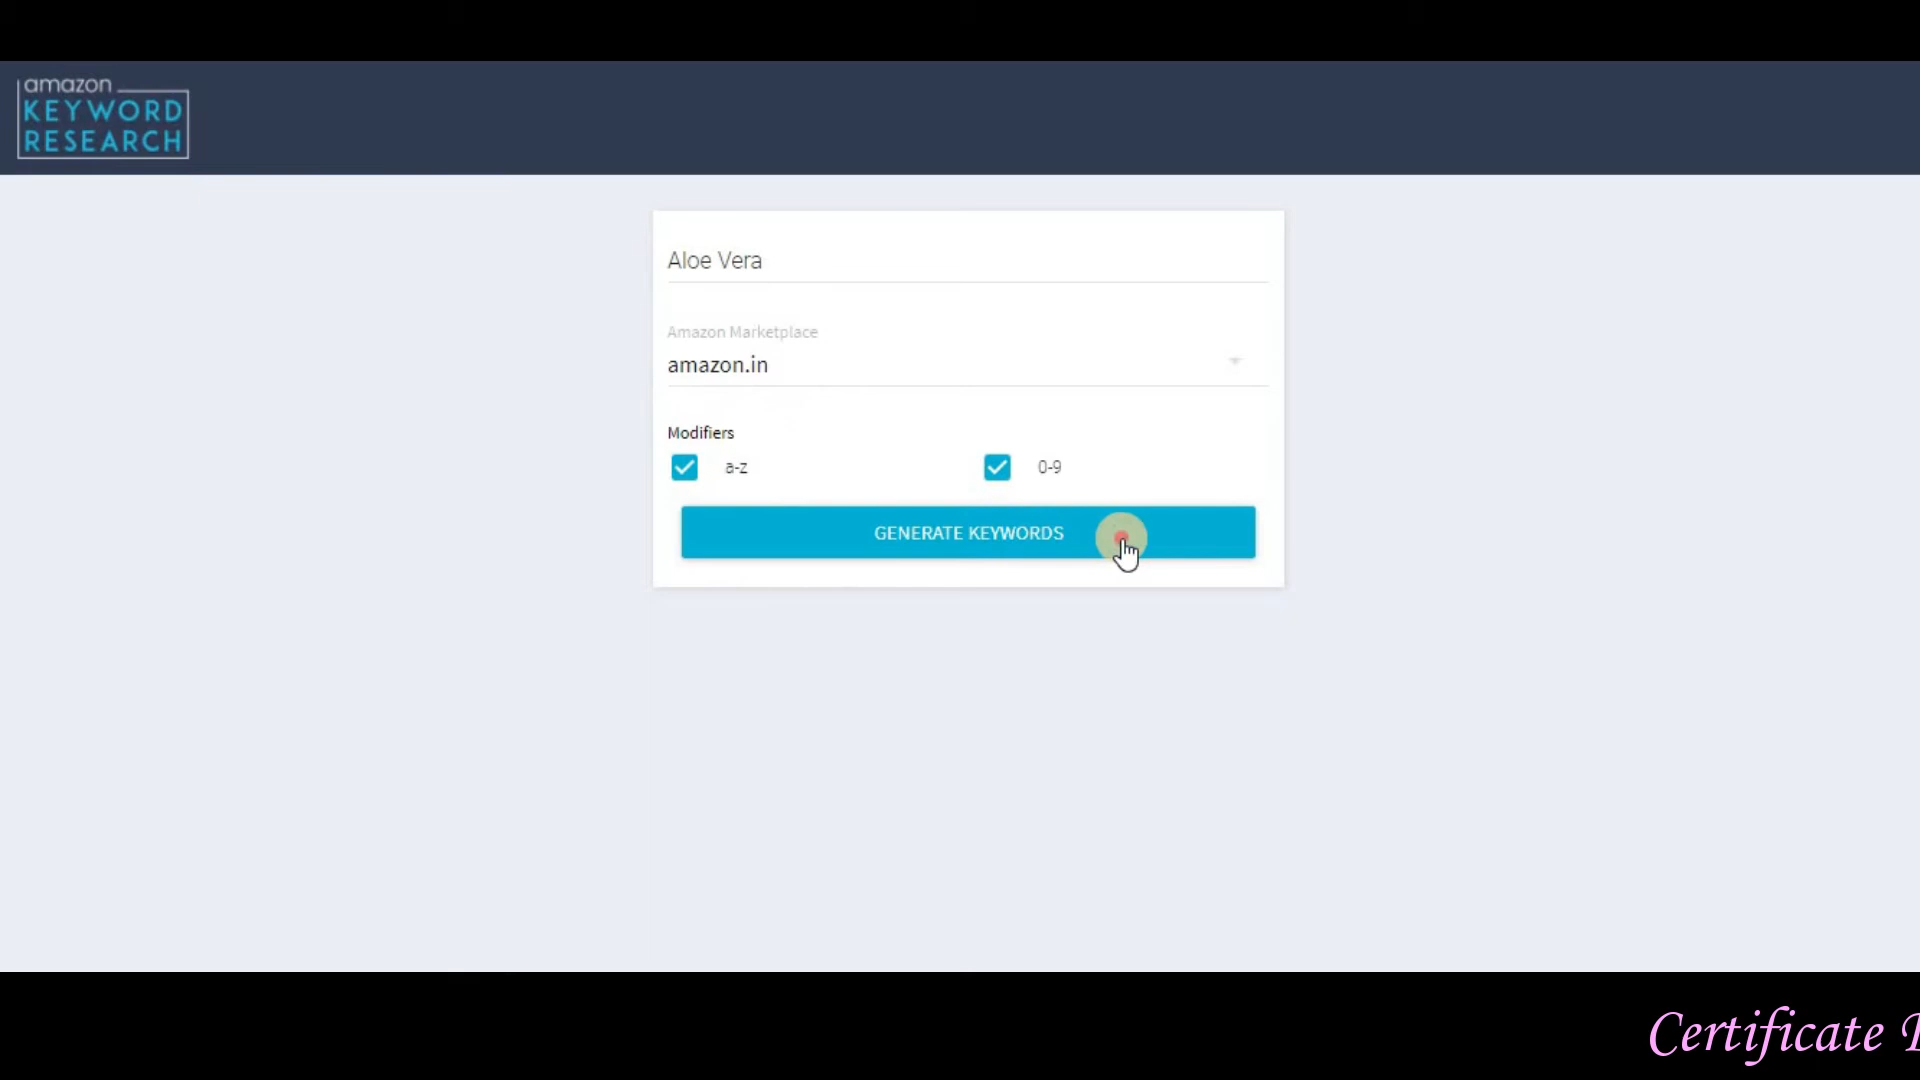 amazon
KEYWORD
RESEARCH
Aloe Vera
Amazon Marketplace
amazon.in
Modifiers
a-z 0-9
GENERATE KEYWORDS
Certificate